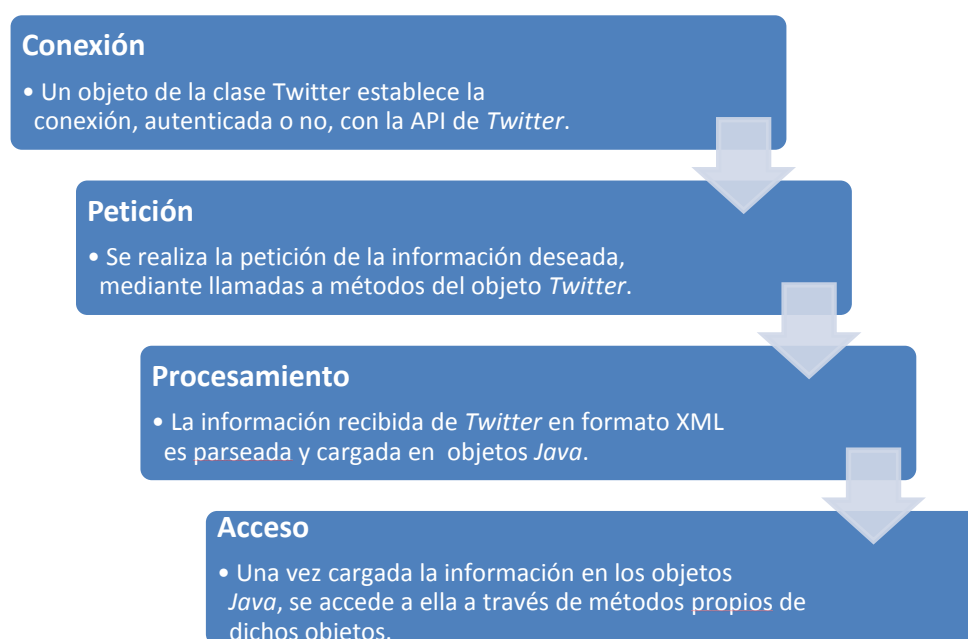 Conexión
• Un objeto de la clase Twitter establece la
conexión, autenticada o no, con la API de Twitter.
Petición
• Se realiza la petición de la información deseada,
mediante llamadas a métodos del objeto Twitter.
Procesamiento
• La información recibida de Twitter en formato XML
es parseada y cargada en objetos Java.
Acceso
• Una vez cargada la información en los objetos
Java, se accede a ella a través de métodos propios de
dichos objetos.